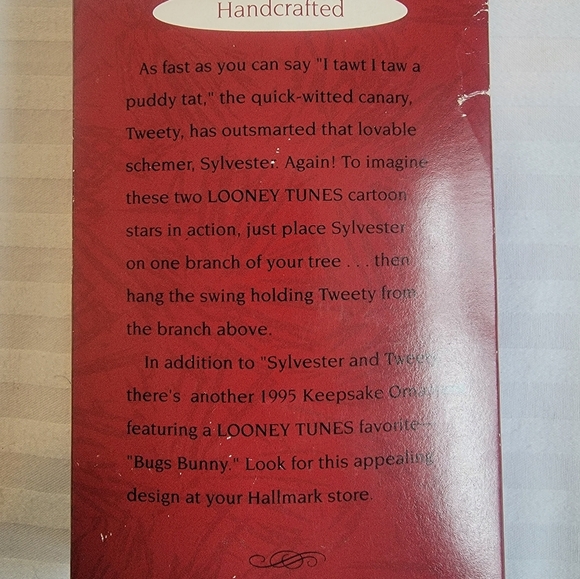 Handcrafted
As fast as you can say "I tawt I taw a
puddy tat," the quick-witted canary,
Tweety, has outsmarted that lovable
schemer, Sylvester. Again! To imagine
these two LOONEY TUNES cartoon
stars in action, just place Sylvester
on one branch of your tree . . . then
hang the swing holding Tweety from
the branch above.
In addition to "Sylvester and
there's another 1995 Keepsake
featuring a LOONEY TUNES favorite—
"Bugs Bunny." Look for this appealing
design at your Hallmark store.